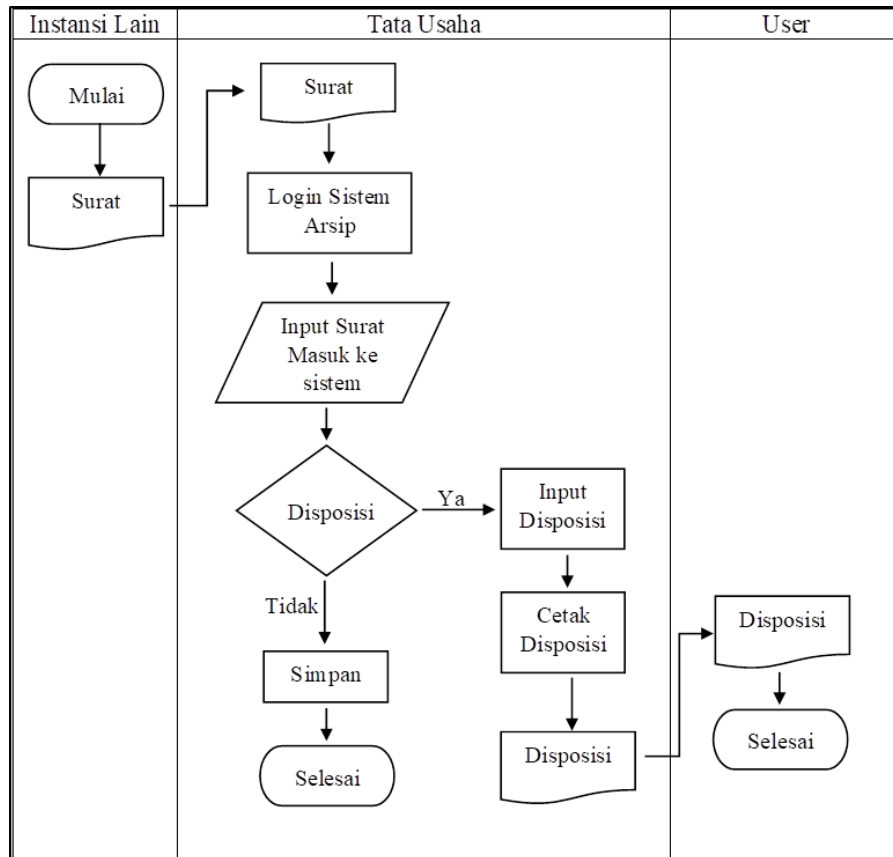 Instansi Lain
Tata Usaha
User
Mulai
Surat
Surat
Login Sistem
Arsip
Input Surat
Masuk ke
sistem
Disposisi
Ya
Input
Disposisi
Tidak
Cetak
Disposisi
Disposisi
Simpan
Disposisi
Selesai
Selesai